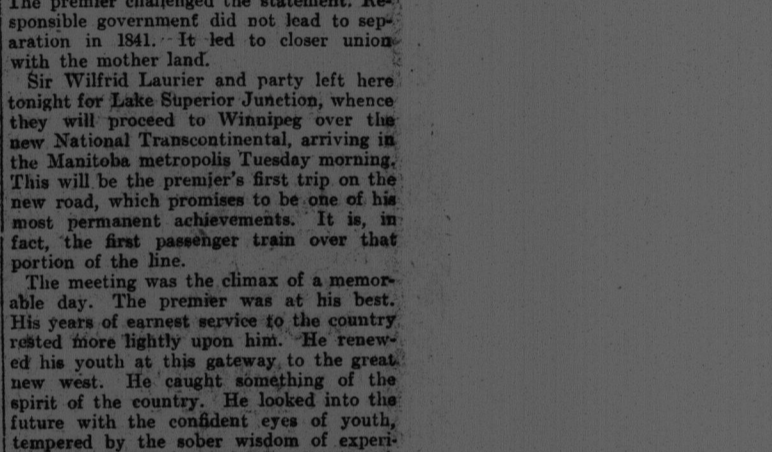 The premier challenged the statement. Re-
sponsible government did not lead to sep-
aration in 1841. It led to closer union
with the mother land.
Sir Wilfrid Laurier and party left here
tonight for Lake Superior Junction, whence
they will proceed to Winnipeg over the
new National Transcontinental, arriving in
the Manitoba metropolis Tuesday morning.
This will be the premier's first trip on the
new road, which promises to be one of his
most permanent achievements. It is, in
fact, the first passenger train over that
portion of the line.
The meeting was the climax of a memor-
able day. The premier was at his best.
His years of earnest service to the country
rested more lightly upon him. He renew-
ed his youth at this gateway to the great
new west. He caught something of the
spirit of the country. He looked into the
future with the confident eyes of youth,
tempered by the sober wisdom of experi-